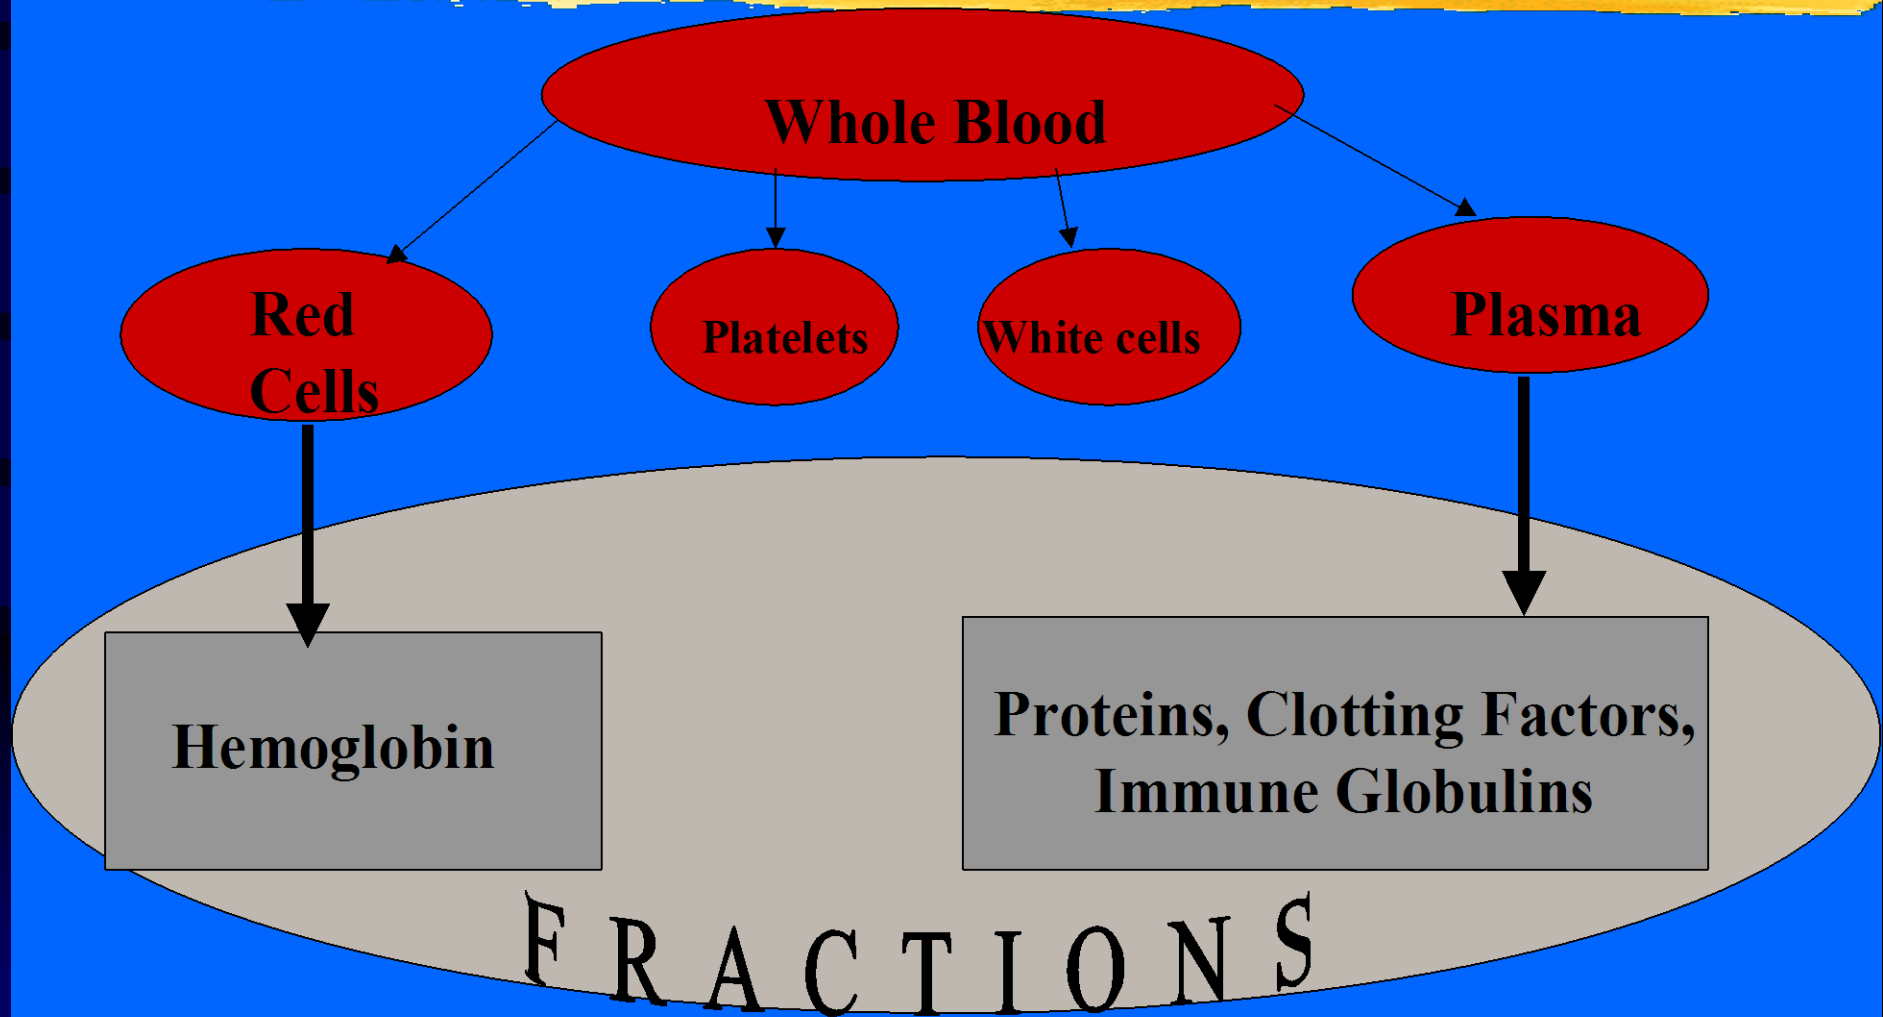 Whole Blood
Red
Cells
Platelets
White cells
Plasma
Hemoglobin
Proteins, Clotting Factors,
Immune Globulins
FRACTIONS